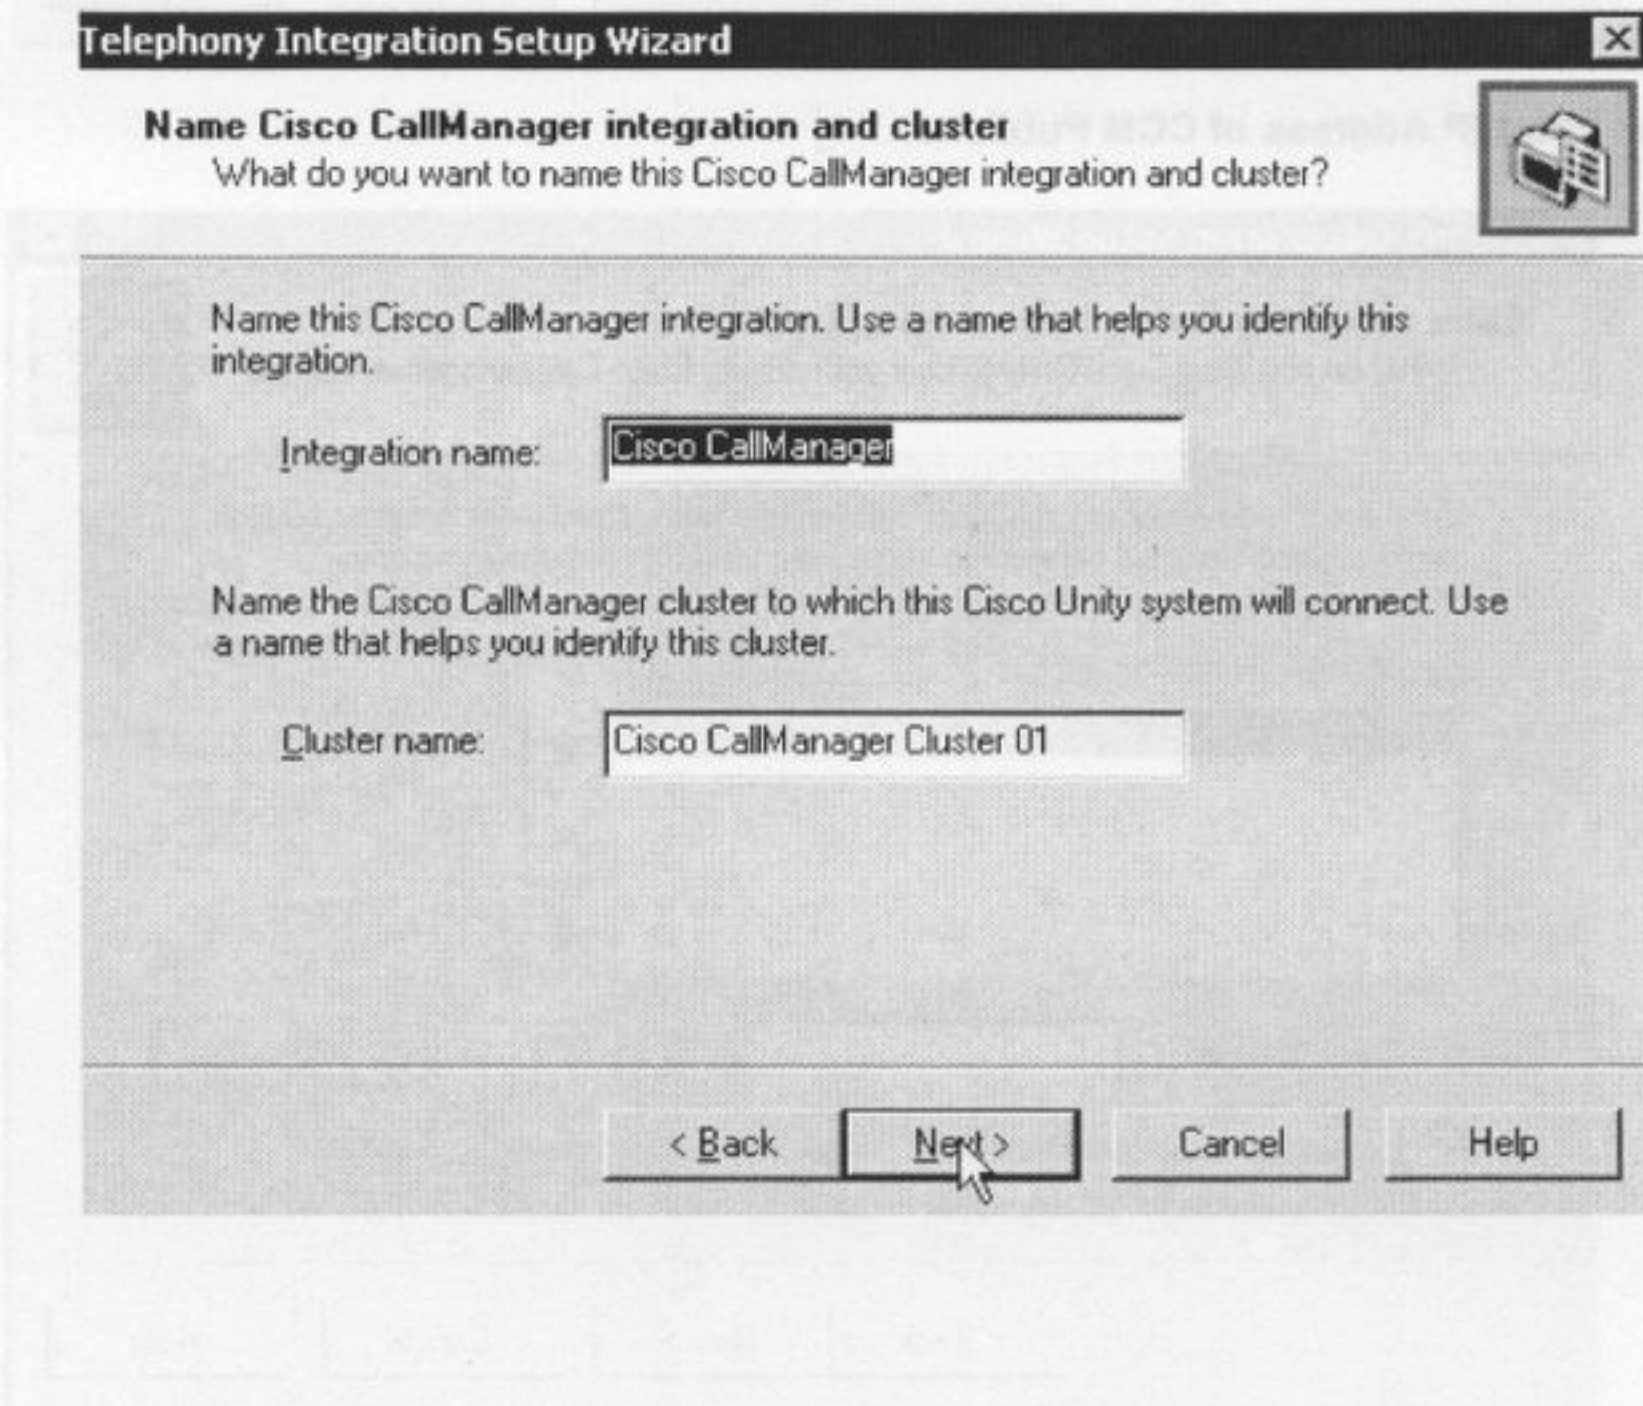 Telephony Integration Setup Wizard
Name Cisco CallManager integration and cluster
What do you want to name this Cisco CallManager integration and cluster?
Name this Cisco CallManager integration. Use a name that helps you identify this
integration.
Integration name: Cisco CallManager
Name the Cisco CallManager cluster to which this Cisco Unity system will connect. Use
a name that helps you identify this cluster.
Cluster name: Cisco CallManager Cluster 01
< Back Next > Cancel Help